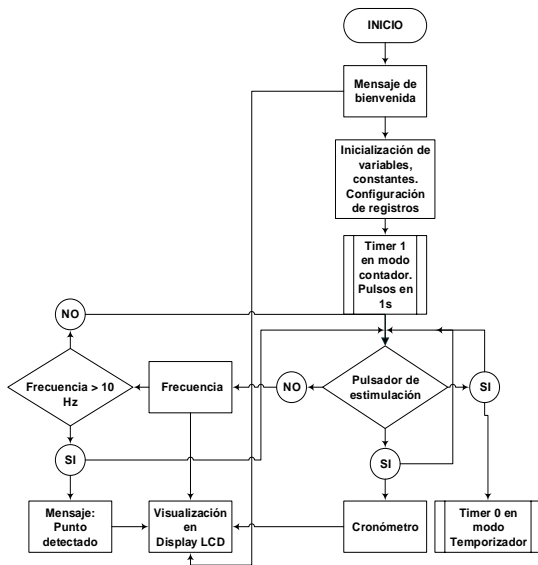 INICIO
Mensaje de
bienvenida
Inicialización de
variables,
constantes.
Configuración
de registros
Timer 1
en modo
contador.
Pulsos en
1s
NO
Frecuencia > 10
Hz
Frecuencia
NO
Pulsador de
estimulación
SI
SI
SI
Mensaje:
Punto
detectado
Visualización
en
Display LCD
Cronómetro
Timer 0 en
modo
Temporizador